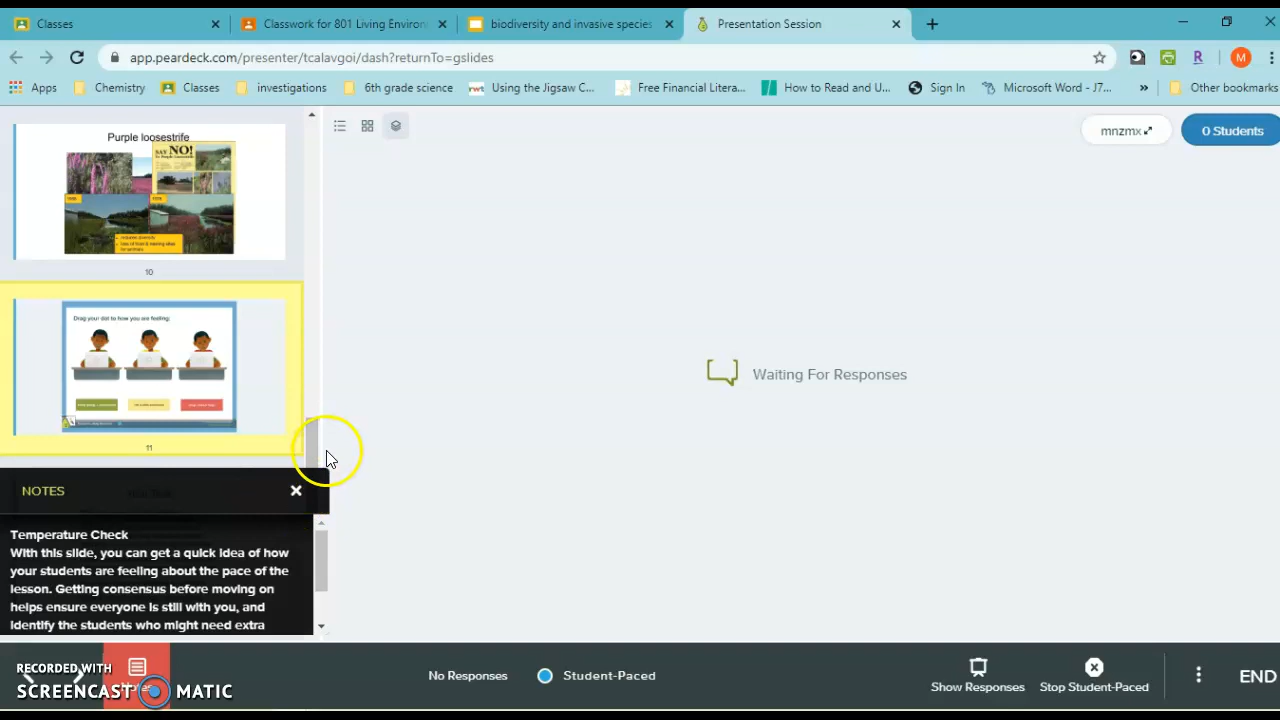 Classes
Classwork for 801 Living Environ
biodiversity and invasive species
Presentation Session
app.peardeck.com/presenter/tcalavgoi/dash?returnTo=gslides
M
Apps
Chemistry
Classes
investigations
6th grade science
rwt
Using the Jigsaw C...
Free Financial Litera...
How to Read and U...
Sign In
Microsoft Word - J7...
Other bookmarks
mnzmx
0 Students
Purple loosestrife
SAY NO!
10
Drag your dot to how you are feeling:
11
Waiting For Responses
NOTES
Temperature Check
With this slide, you can get a quick idea of how
your students are feeling about the pace of the
lesson. Getting consensus before moving on
helps ensure everyone is still with you, and
identify the students who might need extra
RECORDED WITH
SCREENCAST MATIC
No Responses
Student-Paced
Show Responses
Stop Student-Paced
END